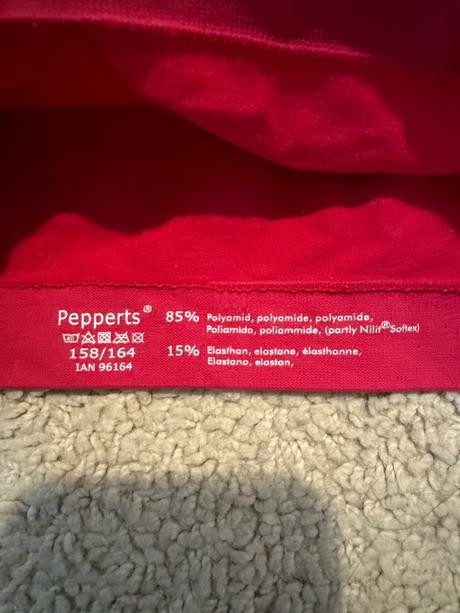 Pepperts®
158/164
IAN 96164
85% Polyamid, polyamide, polyamide,
Poliamida, poliammide, (partly Nilit®Softex)
15% Elasthan, elastane, élasthanne,
Elastano, elastan,